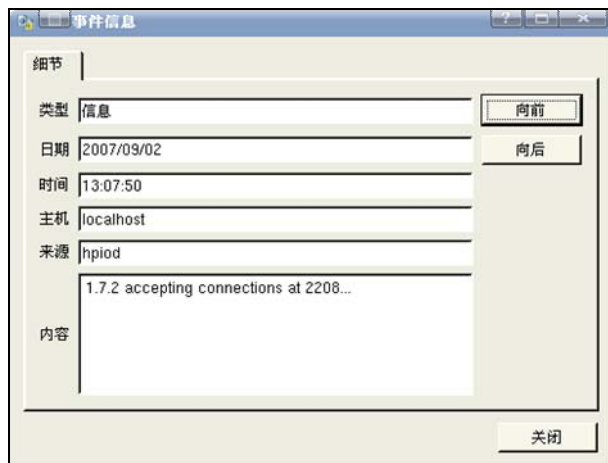 事件信息
细节
类型 信息 向前
日期 2007/09/02 向后
时间 13:07:50
主机 localhost
来源 hpiod
内容 1.7.2 accepting connections at 2208...
关闭